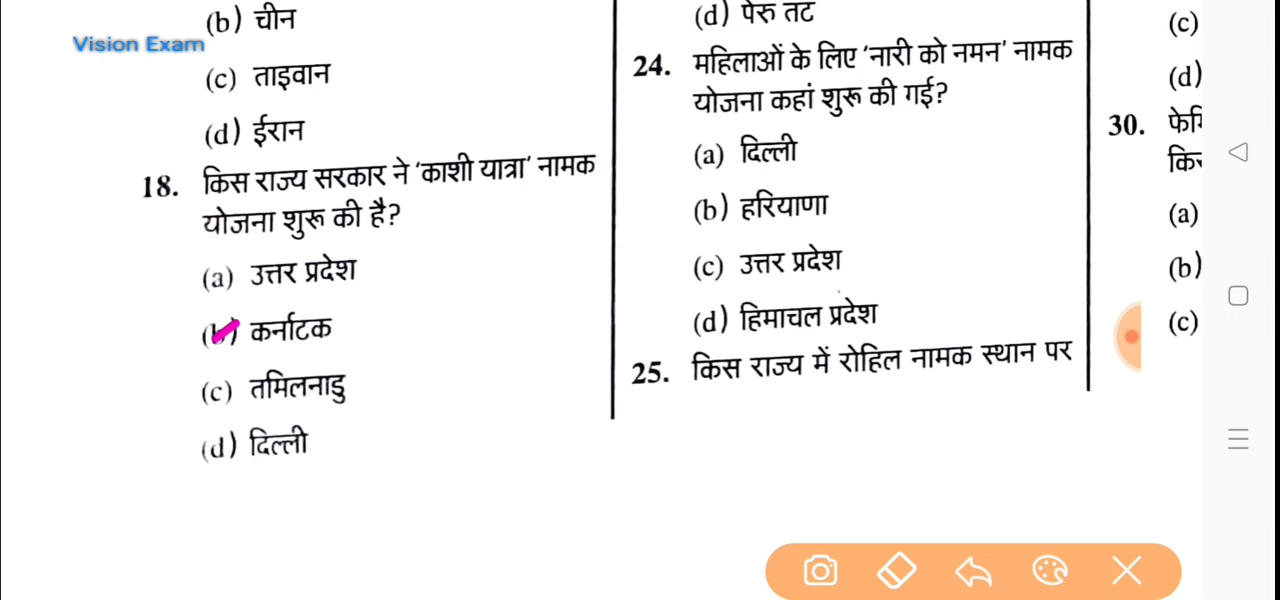 Vision Exam
(b) चीन
(c) ताइवान
(d) ईरान
18. किस राज्य सरकार ने 'काशी यात्रा' नामक
योजना शुरू की है?
(a) उत्तर प्रदेश
(b) कर्नाटक
(c) तमिलनाडु
(d) दिल्ली
(d) पेरु तट
24. महिलाओं के लिए 'नारी को नमन' नामक
योजना कहां शुरू की गई?
(a) दिल्ली
(b) हरियाणा
(c) उत्तर प्रदेश
(d) हिमाचल प्रदेश
25. किस राज्य में रोहिल नामक स्थान पर
(c)
(d)
30.
(a)
(b)
(c)